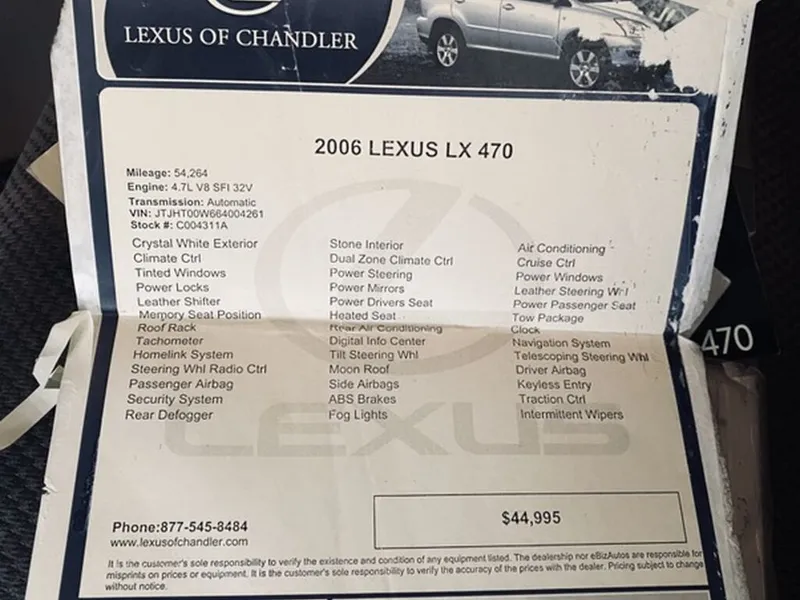 LEXUS OF CHANDLER
2006 LEXUS LX 470
Mileage: 54,264
Engine: 4.7L V8 SFI 32V
Transmission: Automatic
VIN: JTJHT00W664004261
Stock #: C004311A
Crystal White Exterior
Climate Ctrl
Tinted Windows
Power Locks
Leather Shifter
Memory Seat Position
Roof Rack
Tachometer
Homelink System
Steering Whl Radio Ctrl
Passenger Airbag
Security System
Rear Defogger
Stone Interior
Dual Zone Climate Ctrl
Power Steering
Power Mirrors
Power Drivers Seat
Heated Seat
Rear Air Conditioning
Digital Info Center
Tilt Steering Whl
Moon Roof
Side Airbags
ABS Brakes
Fog Lights
Air Conditioning
Cruise Ctrl
Power Windows
Leather Steering Whl
Power Passenger Seat
Tow Package
Clock
Navigation System
Telescoping Steering Whl
Driver Airbag
Keyless Entry
Traction Ctrl
Intermittent Wipers
LEXUS
470
Phone:877-545-8484
www.lexusofchandler.com
$44,995
It is the customer's sole responsibility to verify the existence and condition of any equipment listed. The dealership nor eBizAutos are responsible for
misprints on prices or equipment. It is the customer's sole responsibility to verify the accuracy of the prices with the dealer. Pricing subject to change
without notice.